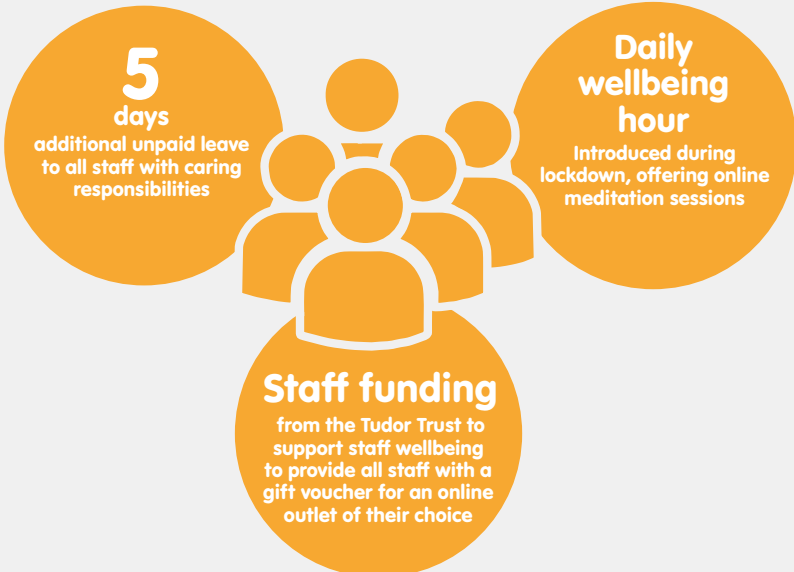 5
days
additional unpaid leave
to all staff with caring
responsibilities
Daily
wellbeing
hour
Introduced during
lockdown, offering online
meditation sessions
Staff funding
from the Tudor Trust to
support staff wellbeing
to provide all staff with a
gift voucher for an online
outlet of their choice